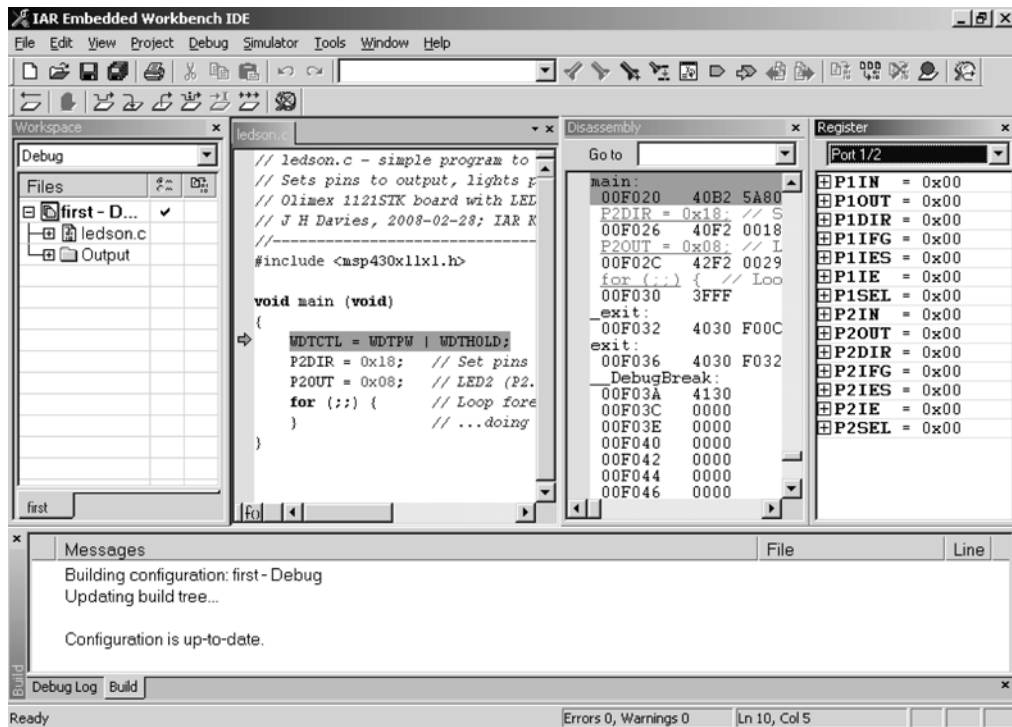 IAR Embedded Workbench IDE
File Edit View Project Debug Simulator Tools Window Help
Workspace
Debug
Files
first - D...
ledson.c
Output
first
ledson.c
// ledson.c - simple program to
// Sets pins to output, lights p
// Olimex 1121STK board with LED
// J H Davies, 2008-02-28; IAR K
//--------------------------------
#include <msp430x11x1.h>
void main (void)
{
WDTCTL = WDTPW | WDTHOLD;
P2DIR = 0x18; // Set pins
P2OUT = 0x08; // LED2 (P2.
for (;;) { // Loop fore
} // ...doing
}
f()
Disassembly
Go to
main:
00F020 40B2 5A80
P2DIR = 0x18; // S
00F026 40F2 0018
P2OUT = 0x08; // L
00F02C 42F2 0029
for (;;) { // Loo
00F030 3FFF
_exit:
00F032 4030 F00C
exit:
00F036 4030 F032
__DebugBreak:
00F03A 4130
00F03C 0000
00F03E 0000
00F040 0000
00F042 0000
00F044 0000
00F046 0000
Register
Port 1/2
P1IN = 0x00
P1OUT = 0x00
P1DIR = 0x00
P1IFG = 0x00
P1IES = 0x00
P1IE = 0x00
P1SEL = 0x00
P2IN = 0x00
P2OUT = 0x00
P2DIR = 0x00
P2IFG = 0x00
P2IES = 0x00
P2IE = 0x00
P2SEL = 0x00
Messages File Line
Building configuration: first - Debug
Updating build tree...
Configuration is up-to-date.
Build
Debug Log Build
Ready Errors 0, Warnings 0 Ln 10, Col 5